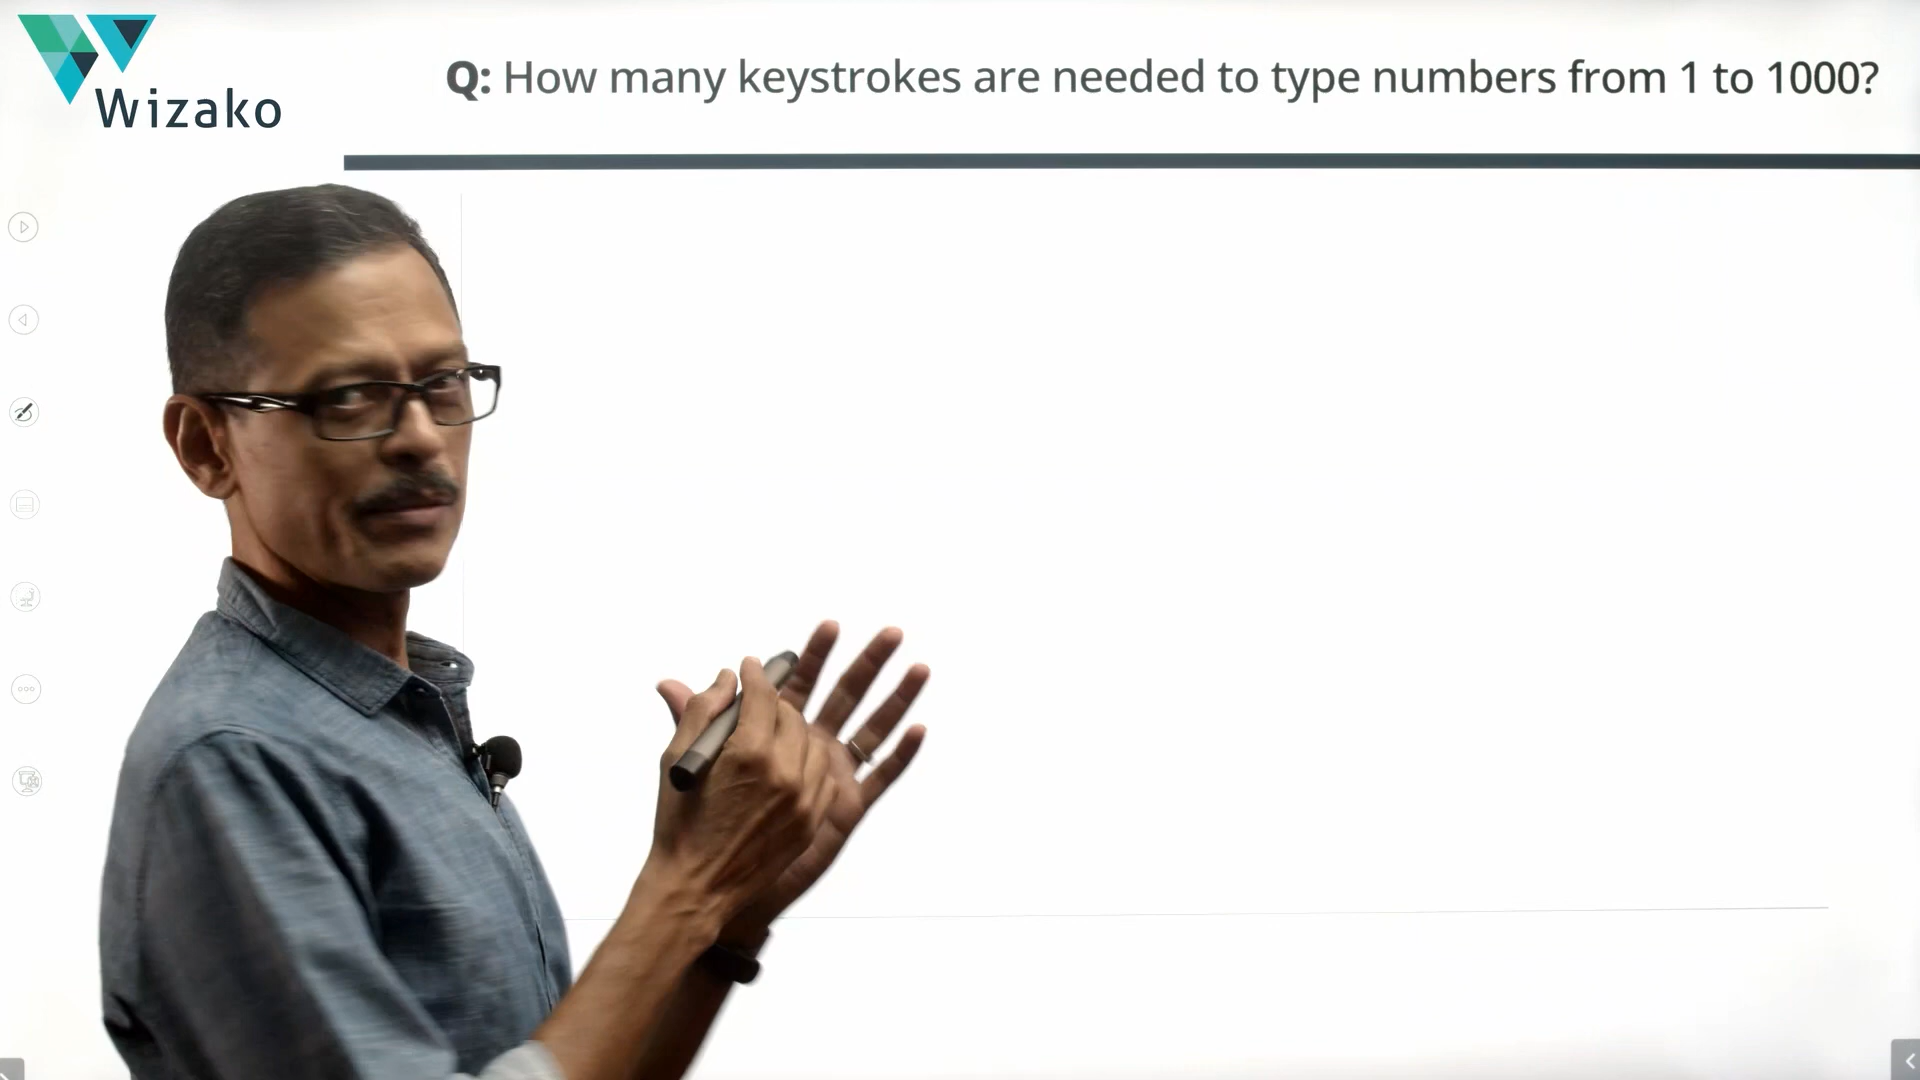 Wizako
Q: How many keystrokes are needed to type numbers from 1 to 1000?